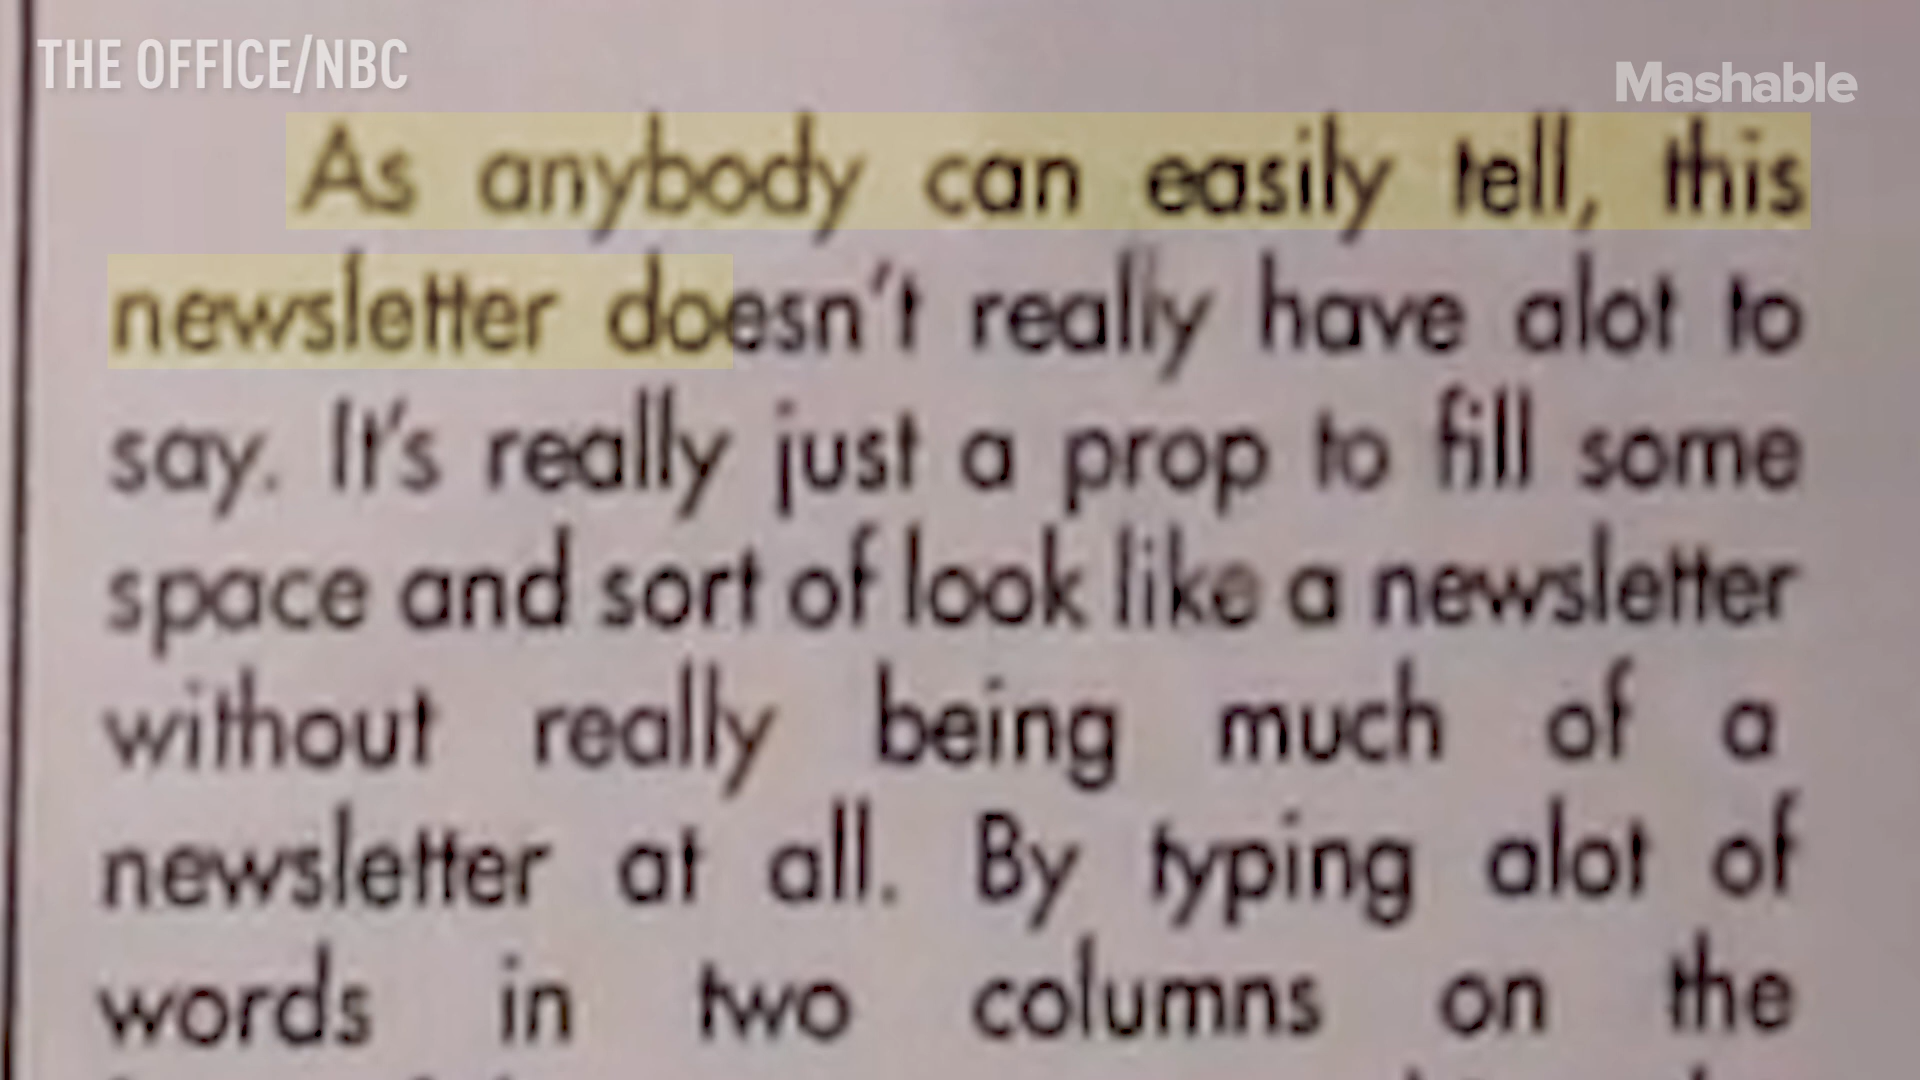 THE OFFICE/NBC
Mashable
As anybody can easily tell, this
newsletter doesn't really have alot to
say. It's really just a prop to fill some
space and sort of look like a newsletter
without really being much of a
newsletter at all. By typing alot of
words in two columns on the